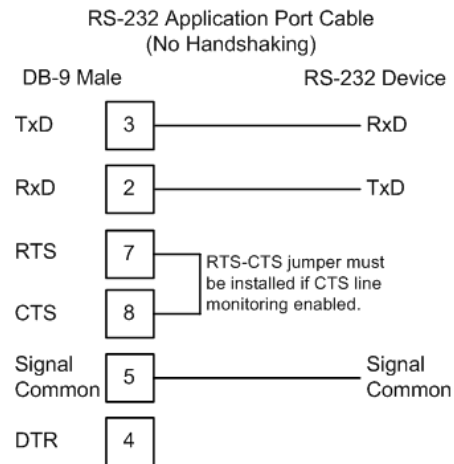 RS-232 Application Port Cable
(No Handshaking)
DB-9 Male RS-232 Device
TxD 3 RxD
RxD 2 TxD
RTS 7
RTS-CTS jumper must
be installed if CTS line
monitoring enabled.
CTS 8
Signal
Common 5 Signal
Common
DTR 4